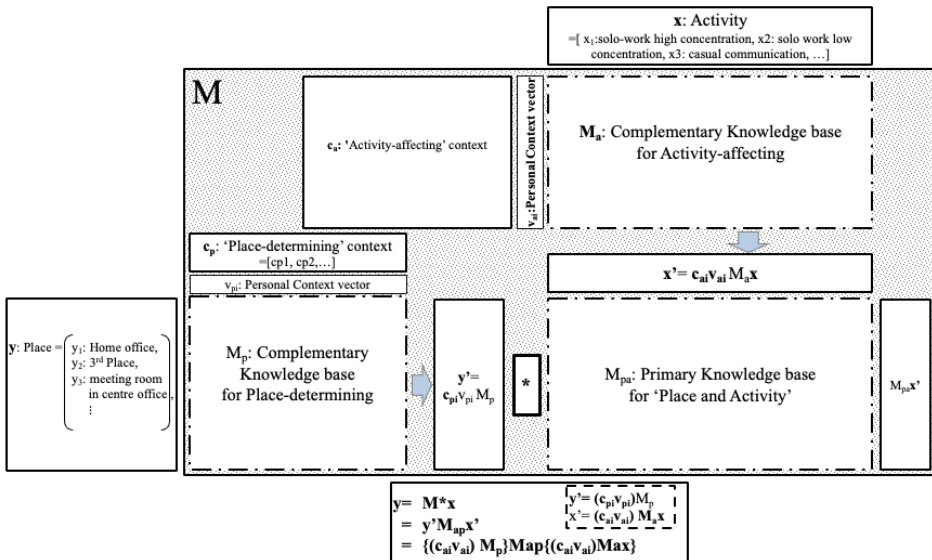 x: Activity
=[ x1:solo-work high concentration, x2: solo work low
concentration, x3: casual communication, …]
M
ca: 'Activity-affecting' context
vai:Personal Context vector
Ma: Complementary Knowledge base
for Activity-affecting
cp: 'Place-determining' context
=[cp1, cp2,…]
vpi: Personal Context vector
x'= caivai Max
y: Place =
y1: Home office,
y2: 3rd Place,
y3: meeting room
in centre office,
⋮
Mp: Complementary
Knowledge base
for Place-determining
y'=
cpivpi Mp
*
Mpa: Primary Knowledge base
for 'Place and Activity'
Mpax'
y= M*x
= y'Mapx'
= {(caivai) Mp}Map{(caivai)Max}
y'= (cpivpi)Mp
x'= (caivai) Max